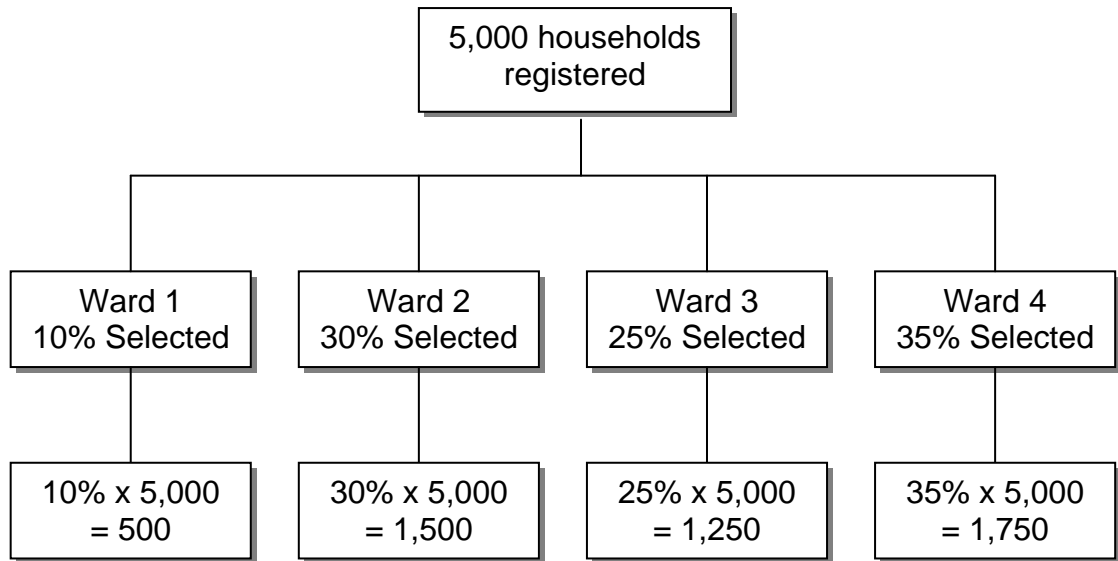 5,000 households
registered
Ward 1
10% Selected
Ward 2
30% Selected
Ward 3
25% Selected
Ward 4
35% Selected
10% x 5,000
= 500
30% x 5,000
= 1,500
25% x 5,000
= 1,250
35% x 5,000
= 1,750